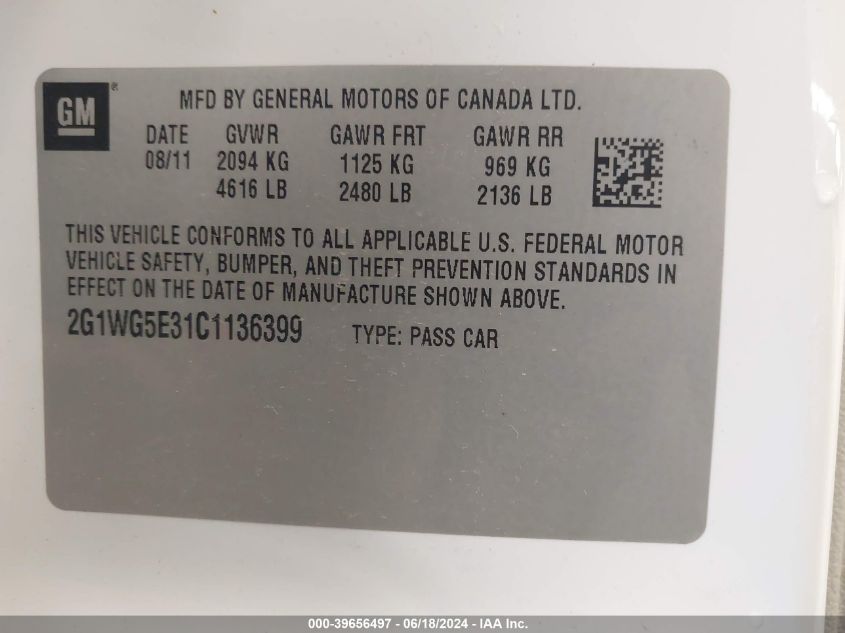 GM®
MFD BY GENERAL MOTORS OF CANADA LTD.
DATE GVWR GAWR FRT GAWR RR
08/11 2094 KG 1125 KG 969 KG
4616 LB 2480 LB 2136 LB
THIS VEHICLE CONFORMS TO ALL APPLICABLE U.S. FEDERAL MOTOR
VEHICLE SAFETY, BUMPER, AND THEFT PREVENTION STANDARDS IN
EFFECT ON THE DATE OF MANUFACTURE SHOWN ABOVE.
2G1WG5E31C1136399 TYPE: PASS CAR
000-39656497 - 06/18/2024 - IAA Inc.